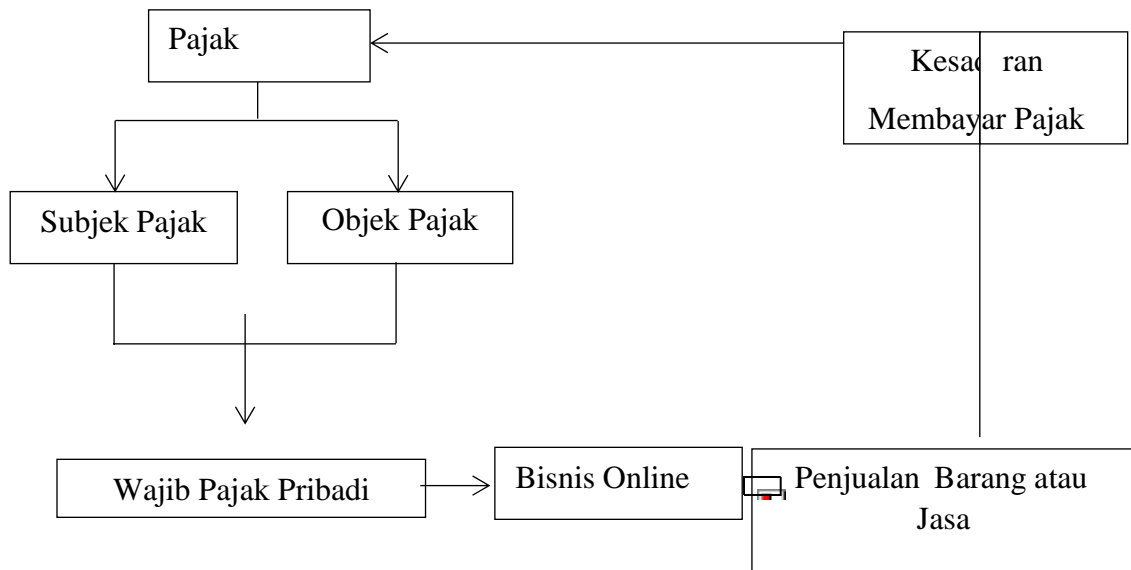 Pajak
Kesad ran
Membayar Pajak
Subjek Pajak
Objek Pajak
Wajib Pajak Pribadi
Bisnis Online
Penjualan Barang atau
Jasa